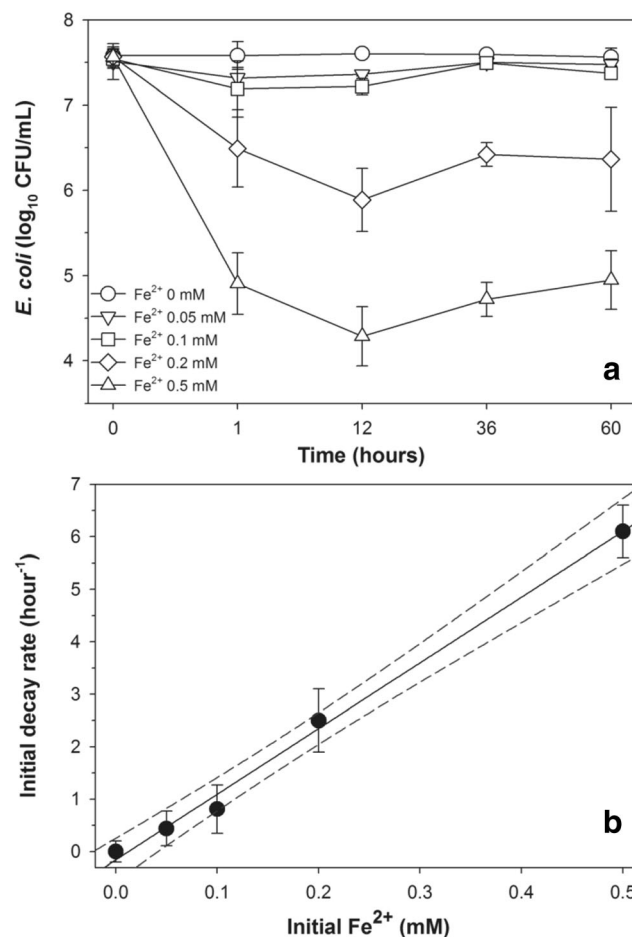 8
7
6
5
4
E. coli (log₁₀ CFU/mL)
Fe²⁺ 0 mM
Fe²⁺ 0.05 mM
Fe²⁺ 0.1 mM
Fe²⁺ 0.2 mM
Fe²⁺ 0.5 mM
a
0 1 12 36 60
Time (hours)
7
6
5
4
3
2
1
0
Initial decay rate (hour⁻¹)
b
0.0 0.1 0.2 0.3 0.4 0.5
Initial Fe²⁺ (mM)